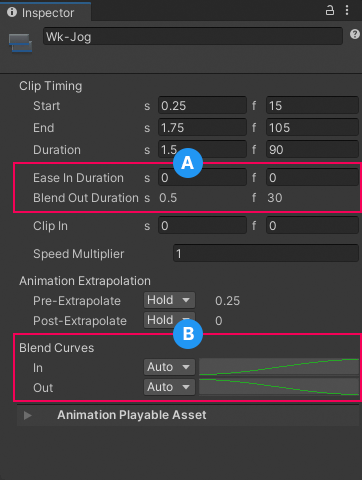 Inspector
Wk-Jog
Clip Timing
Start s 0.25 f 15
End s 1.75 f 105
Duration s 1.5 f 90
A
Ease In Duration s 0 f 0
Blend Out Duration s 0.5 f 30
Clip In s 0 f 0
Speed Multiplier 1
Animation Extrapolation
Pre-Extrapolate Hold 0.25
Post-Extrapolate Hold 0
B
Blend Curves
In Auto
Out Auto
Animation Playable Asset